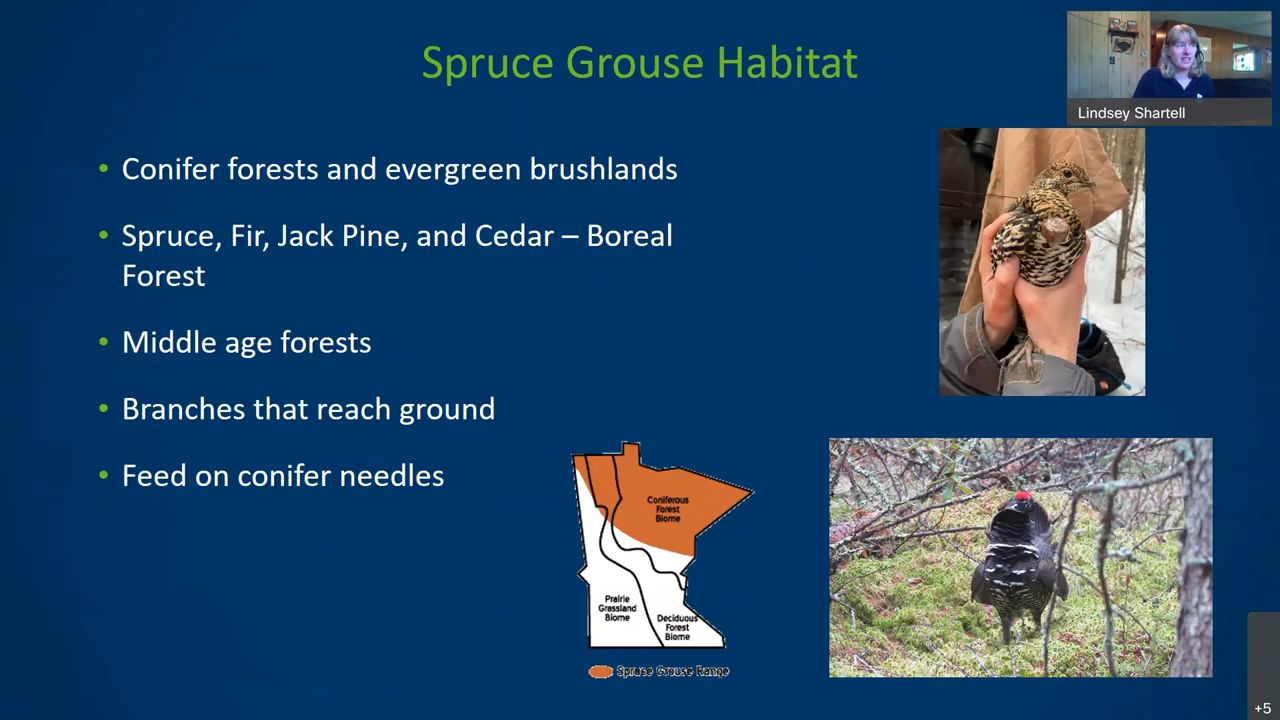 Spruce Grouse Habitat
Lindsey Shartell
• Conifer forests and evergreen brushlands
• Spruce, Fir, Jack Pine, and Cedar – Boreal
Forest
• Middle age forests
• Branches that reach ground
• Feed on conifer needles
Coniferous
Forest
Biome
Prairie
Grassland
Biome
Deciduous
Forest
Biome
Spruce Grouse Range
+5